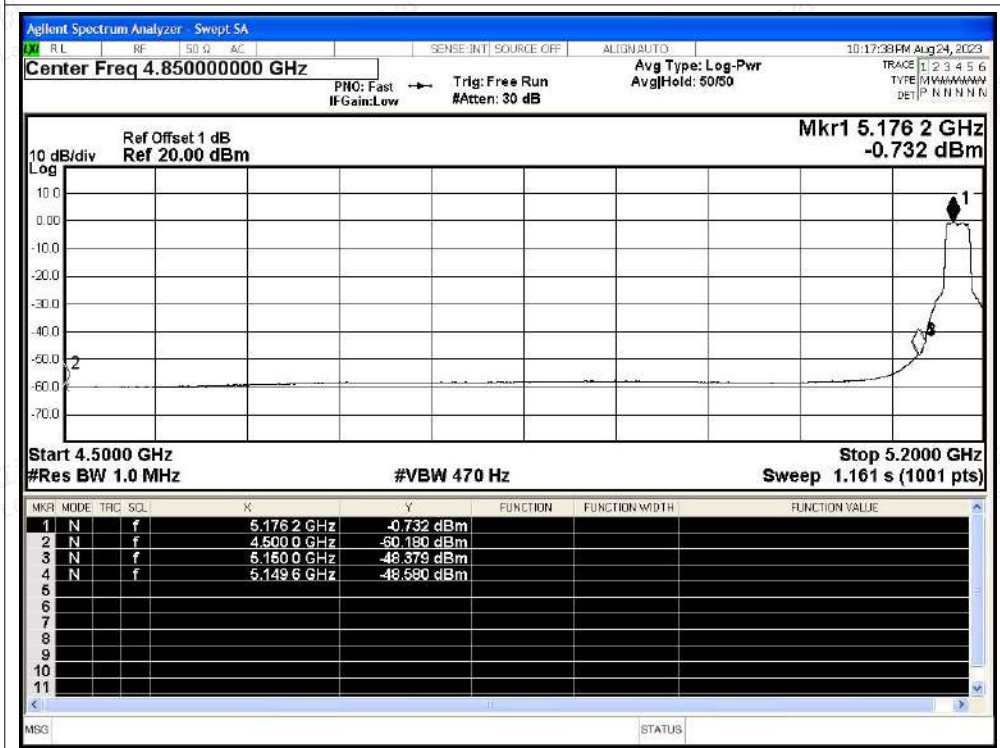 Agilent Spectrum Analyzer - Swept SA
LXI RL RF 50 Ω AC SENSE:INT SOURCE OFF ALIGN AUTO 10:17:38 PM Aug 24, 2023
Center Freq 4.850000000 GHz
PNO: Fast
IFGain:Low
Trig: Free Run
#Atten: 30 dB
Avg Type: Log-Pwr
Avg|Hold: 50/50
TRACE 1 2 3 4 5 6
TYPE MWWWWW
DET P N N N N N
Mkr1 5.176 2 GHz
-0.732 dBm
Ref Offset 1 dB
10 dB/div Ref 20.00 dBm
Log
10.0
0.00
-10.0
-20.0
-30.0
-40.0
-50.0
-60.0
-70.0
1
2
3
Start 4.5000 GHz Stop 5.2000 GHz
#Res BW 1.0 MHz #VBW 470 Hz Sweep 1.161 s (1001 pts)
MKR MODE TRC SCL X Y FUNCTION FUNCTION WIDTH FUNCTION VALUE
1 N f 5.176 2 GHz -0.732 dBm
2 N f 4.500 0 GHz -60.180 dBm
3 N f 5.150 0 GHz -48.379 dBm
4 N f 5.149 6 GHz -48.580 dBm
5
6
7
8
9
10
11
MSG STATUS